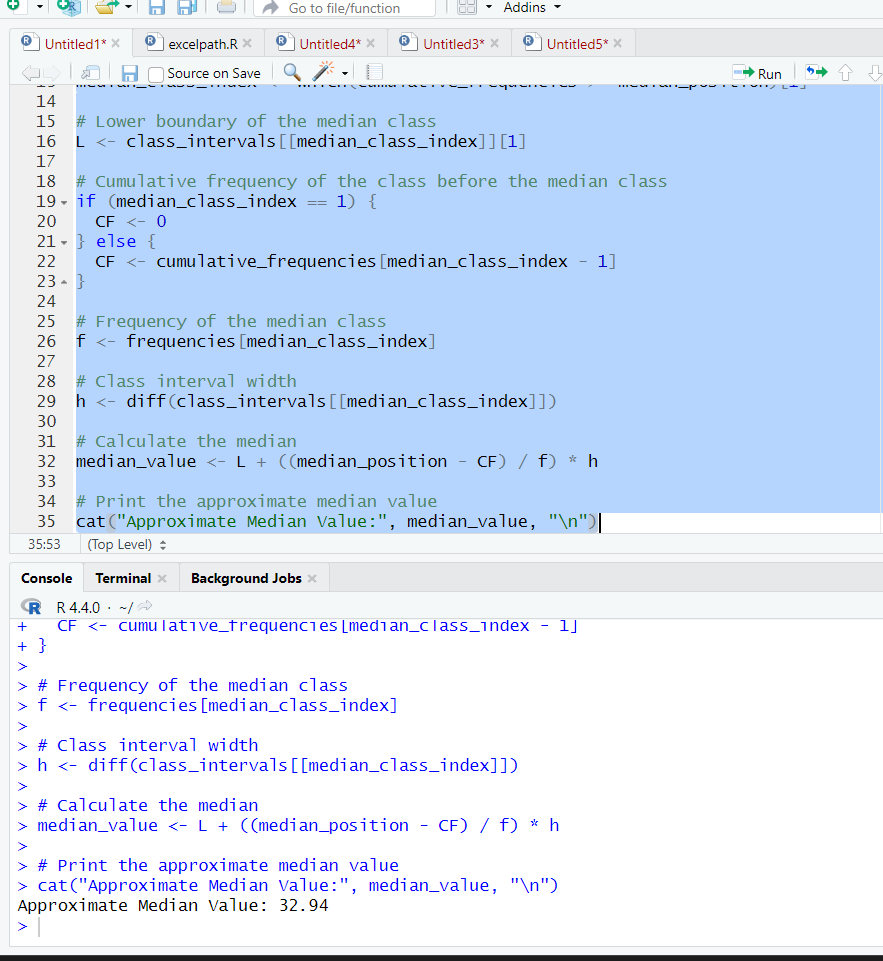 Go to file/function
Addins
Untitled1*
excelpath.R
Untitled4*
Untitled3*
Untitled5*
Source on Save
Run
14
15 # Lower boundary of the median class
16 L <- class_intervals[[median_class_index]][1]
17
18 # Cumulative frequency of the class before the median class
19 if (median_class_index == 1) {
20   CF <- 0
21 } else {
22   CF <- cumulative_frequencies[median_class_index - 1]
23 }
24
25 # Frequency of the median class
26 f <- frequencies[median_class_index]
27
28 # Class interval width
29 h <- diff(class_intervals[[median_class_index]])
30
31 # Calculate the median
32 median_value <- L + ((median_position - CF) / f) * h
33
34 # Print the approximate median value
35 cat("Approximate Median Value:", median_value, "\n")
35:53 (Top Level)
Console Terminal Background Jobs
R 4.4.0 · ~/
+   CF <- cumulative_frequencies[median_class_index - 1]
+ }
>
> # Frequency of the median class
> f <- frequencies[median_class_index]
>
> # Class interval width
> h <- diff(class_intervals[[median_class_index]])
>
> # Calculate the median
> median_value <- L + ((median_position - CF) / f) * h
>
> # Print the approximate median value
> cat("Approximate Median Value:", median_value, "\n")
Approximate Median Value: 32.94
>